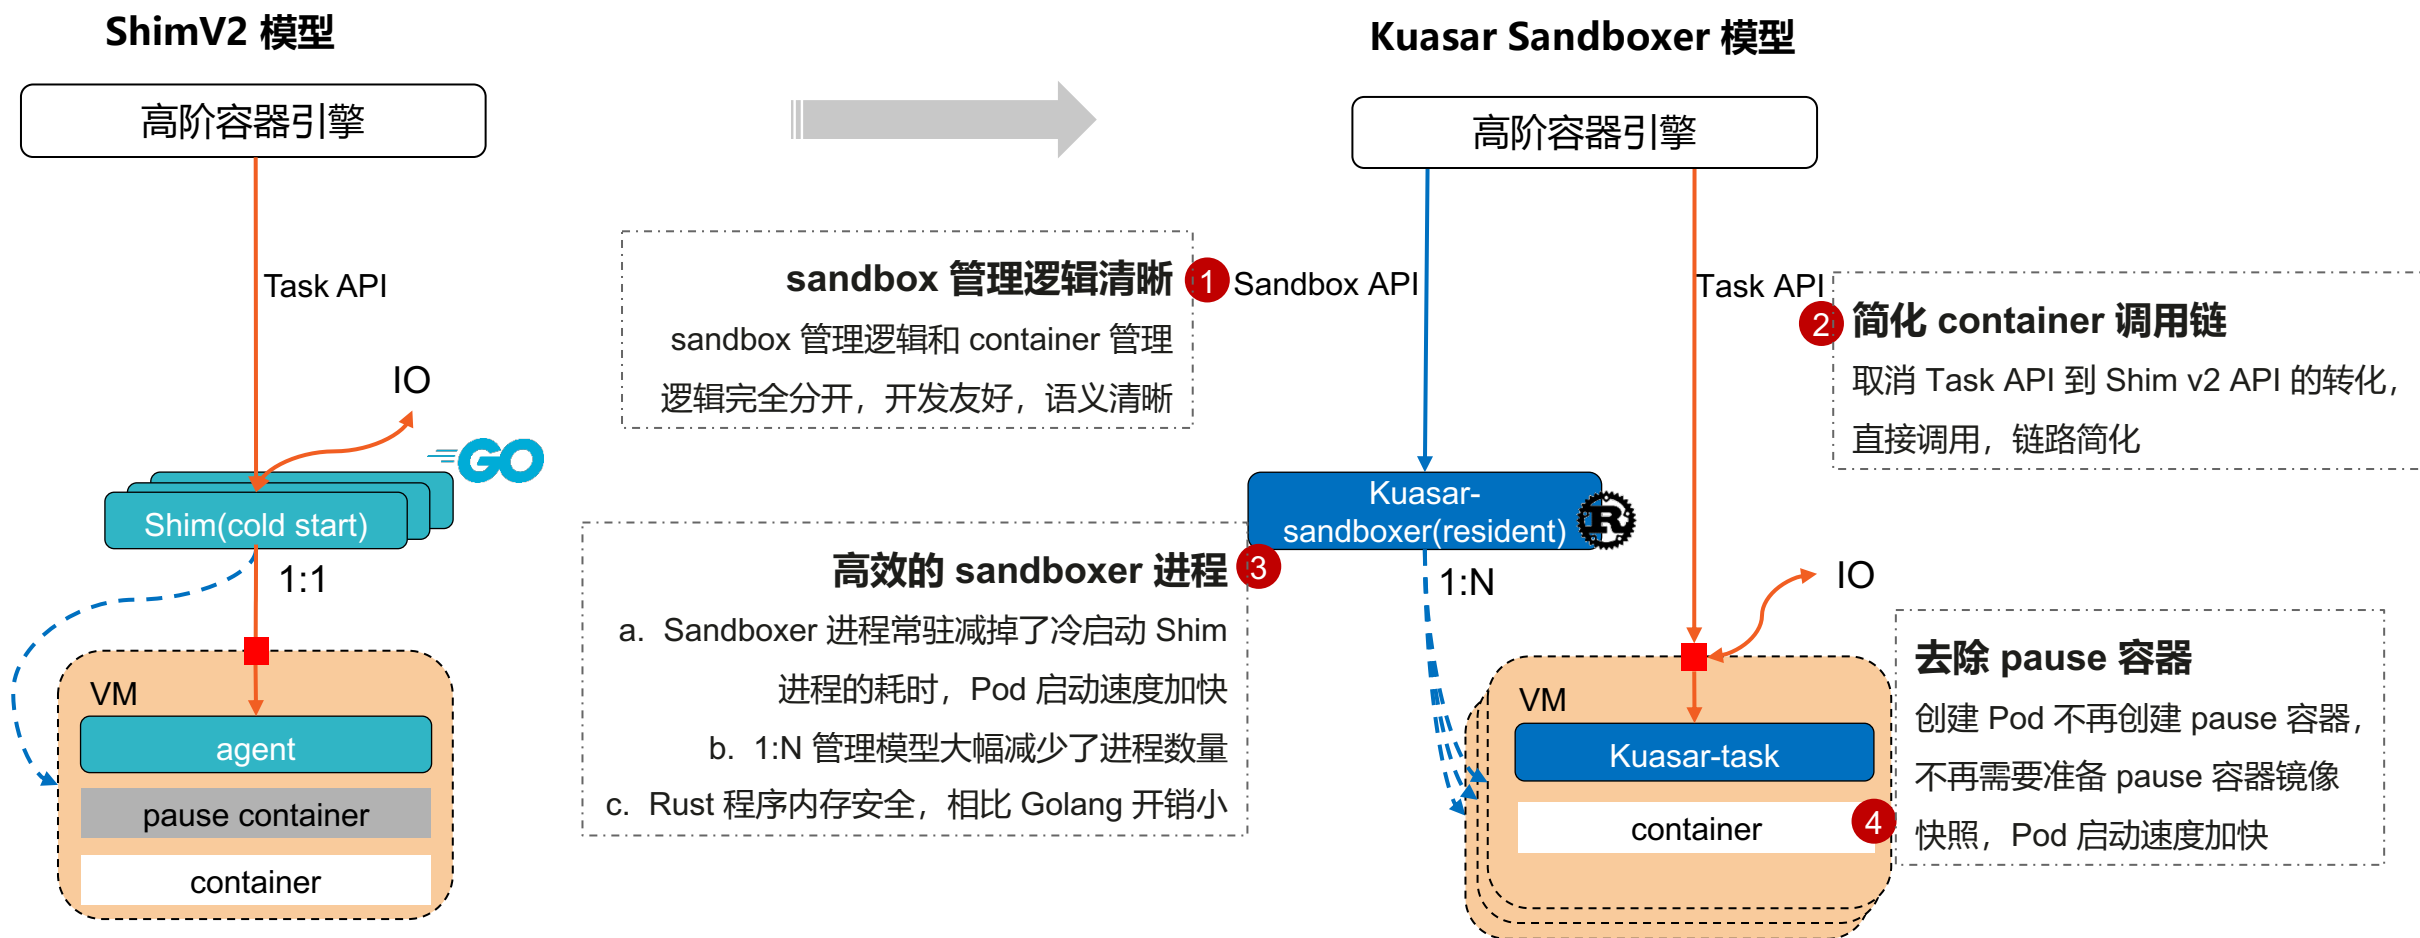 ShimV2 模型
高阶容器引擎
Task API
IO
GO
Shim(cold start)
1:1
VM
agent
pause container
container
Kuasar Sandboxer 模型
高阶容器引擎
sandbox 管理逻辑清晰
sandbox 管理逻辑和 container 管理
逻辑完全分开，开发友好，语义清晰
1
Sandbox API
Task API
2
简化 container 调用链
取消 Task API 到 Shim v2 API 的转化，
直接调用，链路简化
Kuasar-
sandboxer(resident)
R
高效的 sandboxer 进程
3
a. Sandboxer 进程常驻减掉了冷启动 Shim
进程的耗时，Pod 启动速度加快
b. 1:N 管理模型大幅减少了进程数量
c. Rust 程序内存安全，相比 Golang 开销小
1:N
IO
VM
Kuasar-task
container
4
去除 pause 容器
创建 Pod 不再创建 pause 容器，
不再需要准备 pause 容器镜像
快照，Pod 启动速度加快